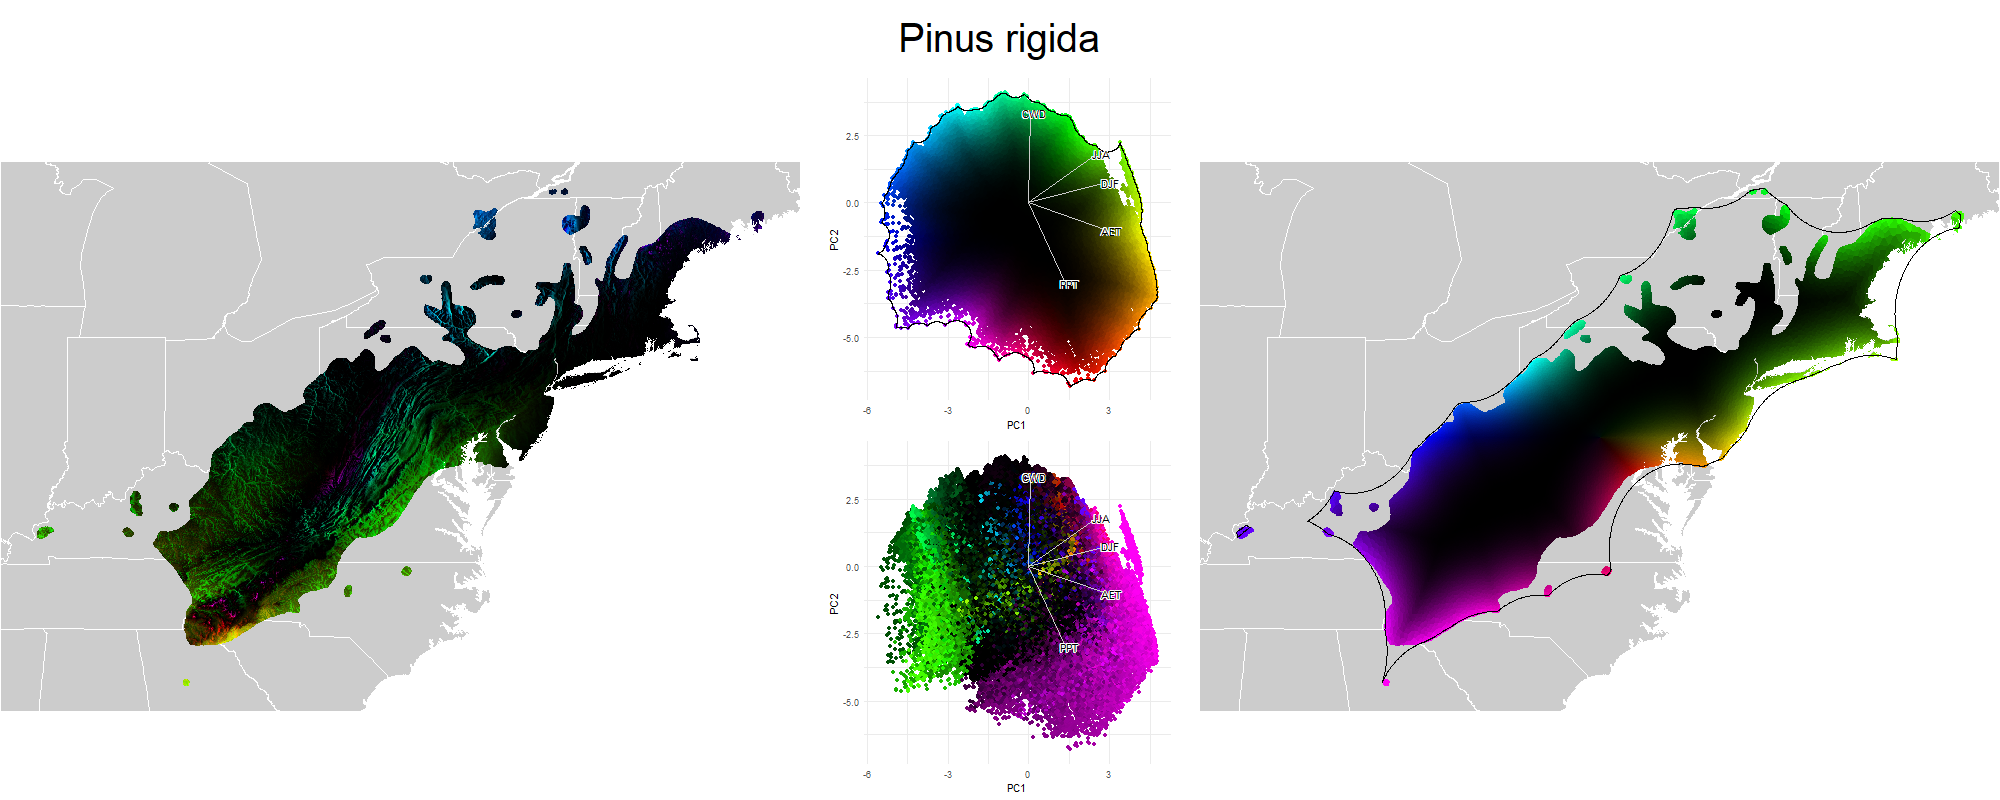 Pinus rigida
CWD
2.5
JJA
DJF
0.0
AET
PC2
-2.5
PPT
-5.0
-6 -3 0 3
PC1
CWD
2.5
JJA
DJF
0.0
AET
PC2
-2.5
PPT
-5.0
-6 -3 0 3
PC1